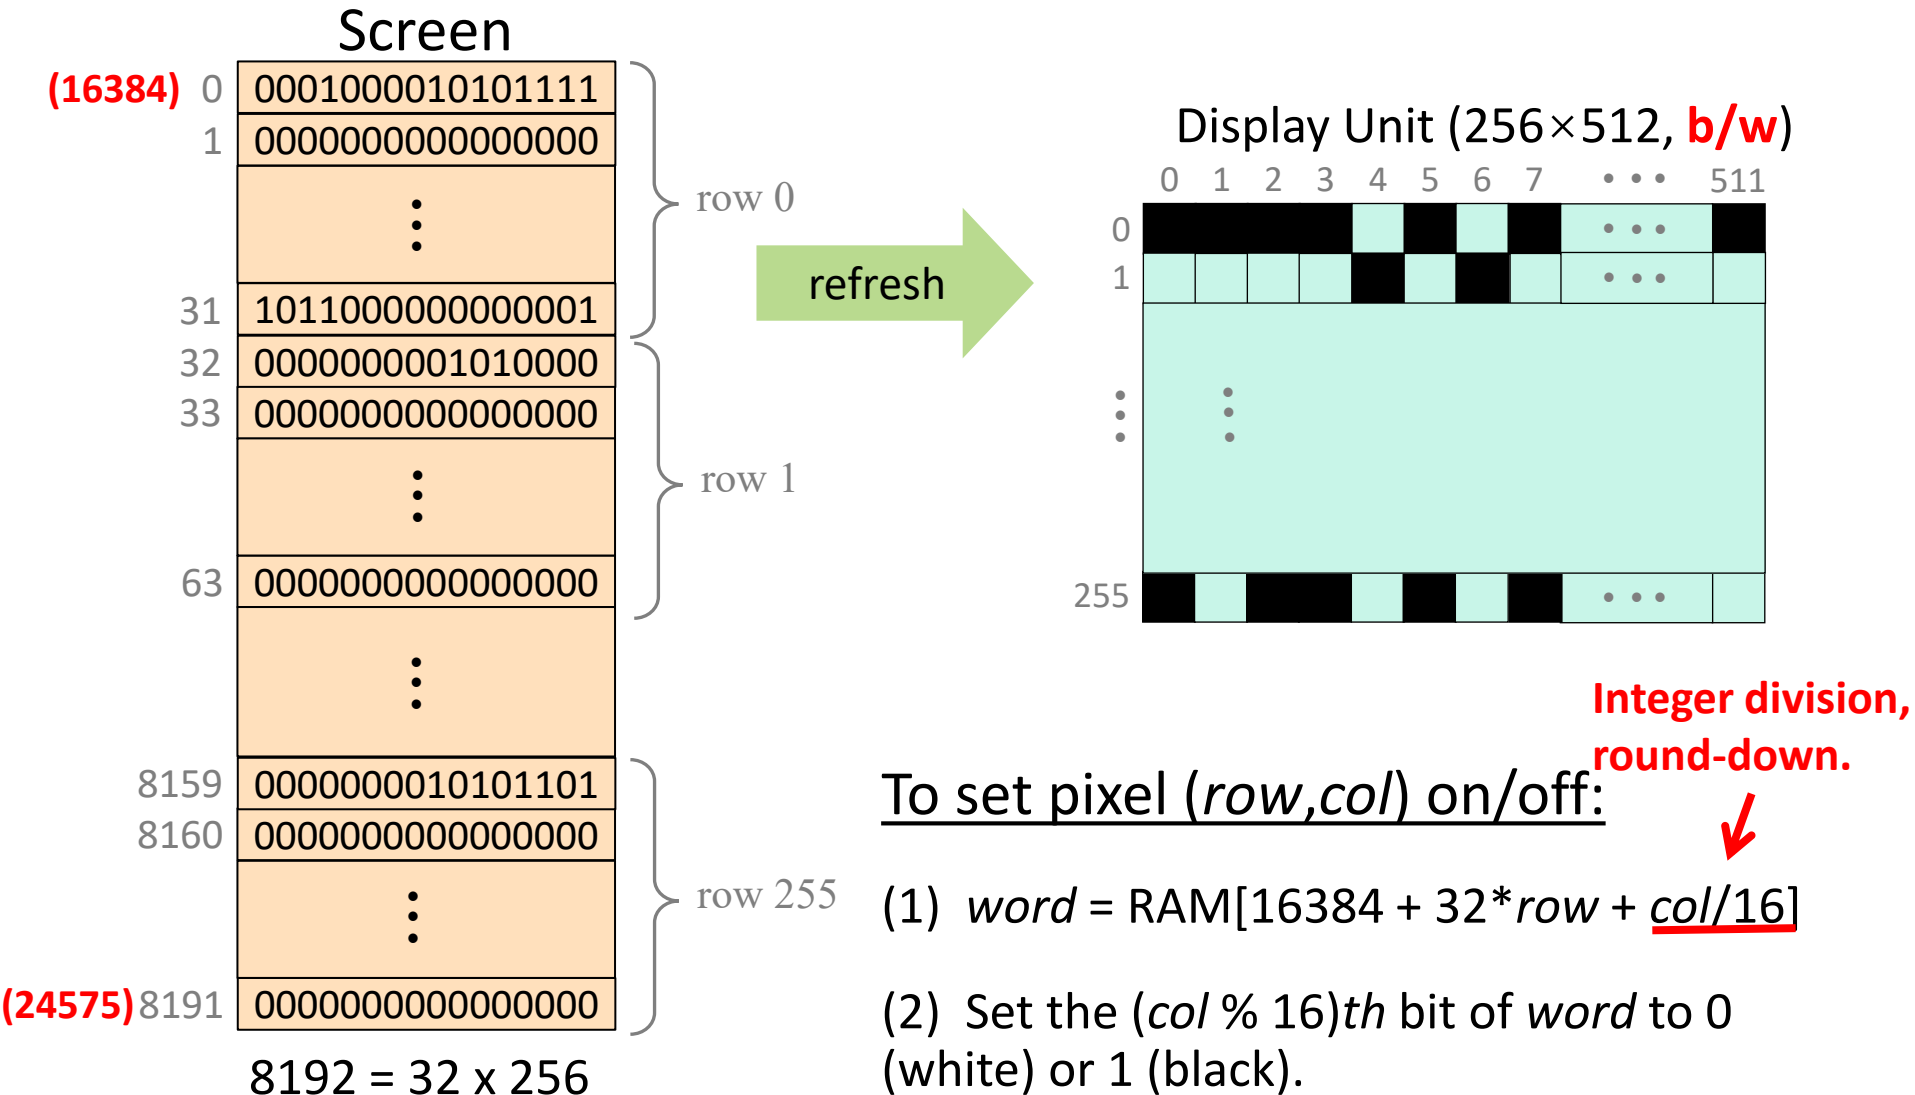 Screen
(16384) 0 0001000010101111
1 0000000000000000
row 0
31 1011000000000001
32 0000000001010000
33 0000000000000000
row 1
63 0000000000000000
8159 0000000010101101
8160 0000000000000000
row 255
(24575) 8191 0000000000000000
8192 = 32 x 256
refresh
Display Unit (256×512, b/w)
0 1 2 3 4 5 6 7 • • • 511
0 • • •
1 • • •
255 • • •
Integer division,
round-down.
To set pixel (row,col) on/off:
(1) word = RAM[16384 + 32*row + col/16]
(2) Set the (col % 16)th bit of word to 0
(white) or 1 (black).